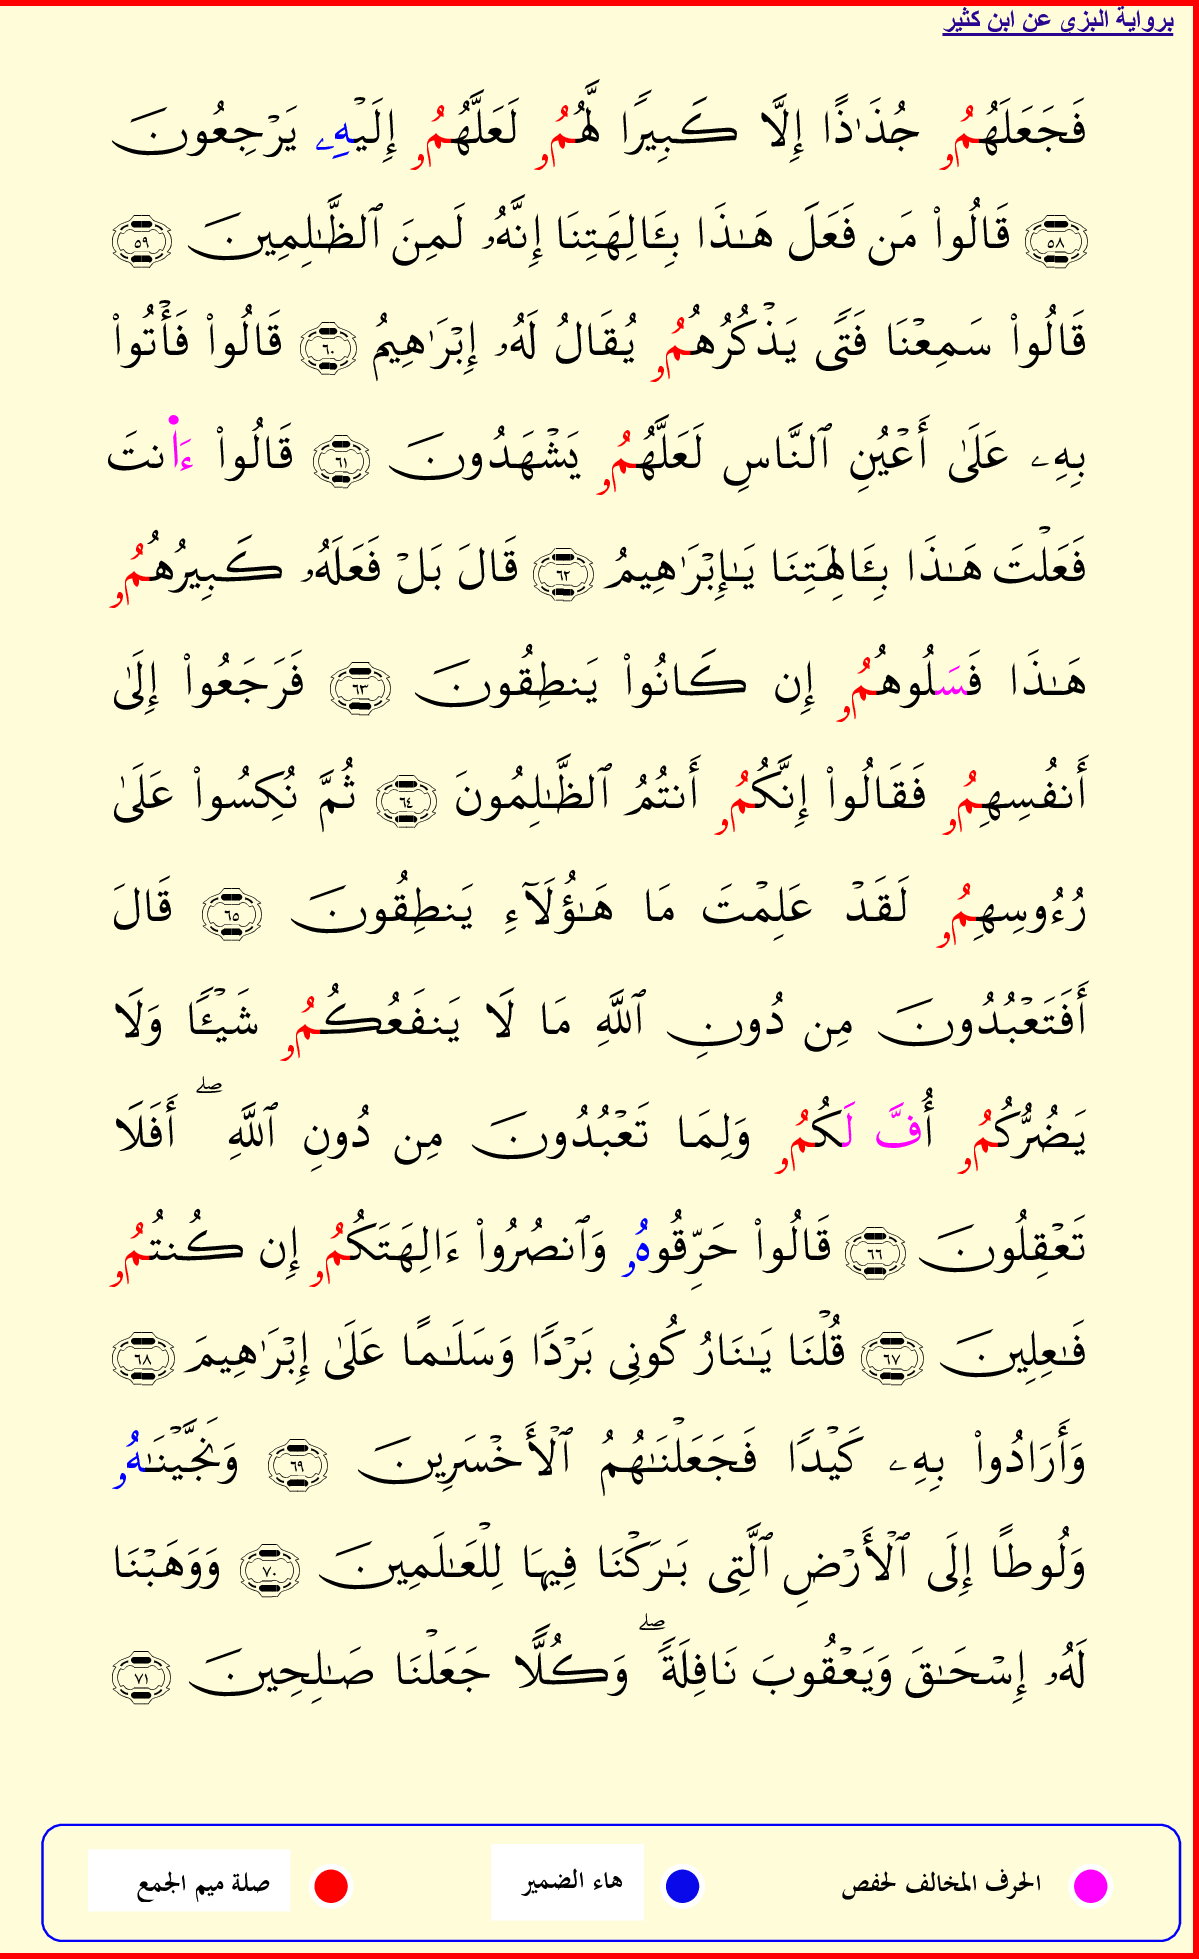 برواية البزى عن ابن كثير
فَجَعَلَهُمُۥ جُذَٰذًا إِلَّا كَبِيرًا لَّهُمُۥ لَعَلَّهُمُۥ إِلَيْهِۦ يَرْجِعُونَ
٥٨ قَالُوا۟ مَن فَعَلَ هَـٰذَا بِـَٔالِهَتِنَا إِنَّهُۥ لَمِنَ ٱلظَّـٰلِمِينَ ٥٩
قَالُوا۟ سَمِعْنَا فَتًى يَذْكُرُهُمُۥ يُقَالُ لَهُۥ إِبْرَٰهِيمُ ٦٠ قَالُوا۟ فَأْتُوا۟
بِهِۦ عَلَىٰ أَعْيُنِ ٱلنَّاسِ لَعَلَّهُمُۥ يَشْهَدُونَ ٦١ قَالُوا۟ ءَا۬نتَ
فَعَلْتَ هَـٰذَا بِـَٔالِهَتِنَا يَـٰإِبْرَٰهِيمُ ٦٢ قَالَ بَلْ فَعَلَهُۥ كَبِيرُهُمُۥ
هَـٰذَا فَسَلُوهُمُۥ إِن كَانُوا۟ يَنطِقُونَ ٦٣ فَرَجَعُوا۟ إِلَىٰ
أَنفُسِهِمُۥ فَقَالُوا۟ إِنَّكُمُۥ أَنتُمُ ٱلظَّـٰلِمُونَ ٦٤ ثُمَّ نُكِسُوا۟ عَلَىٰ
رُءُوسِهِمُۥ لَقَدْ عَلِمْتَ مَا هَـٰؤُلَآءِ يَنطِقُونَ ٦٥ قَالَ
أَفَتَعْبُدُونَ مِن دُونِ ٱللَّهِ مَا لَا يَنفَعُكُمُۥ شَيْـًٔا وَلَا
يَضُرُّكُمُۥ أُفَّ لَكُمُۥ وَلِمَا تَعْبُدُونَ مِن دُونِ ٱللَّهِ ۖ أَفَلَا
تَعْقِلُونَ ٦٦ قَالُوا۟ حَرِّقُوهُۥ وَٱنصُرُوا۟ ءَالِهَتَكُمُۥ إِن كُنتُمُۥ
فَـٰعِلِينَ ٦٧ قُلْنَا يَـٰنَارُ كُونِى بَرْدًا وَسَلَـٰمًا عَلَىٰ إِبْرَٰهِيمَ ٦٨
وَأَرَادُوا۟ بِهِۦ كَيْدًا فَجَعَلْنَـٰهُمُ ٱلْأَخْسَرِينَ ٦٩ وَنَجَّيْنَـٰهُۥ
وَلُوطًا إِلَى ٱلْأَرْضِ ٱلَّتِى بَـٰرَكْنَا فِيهَا لِلْعَـٰلَمِينَ ٧٠ وَوَهَبْنَا
لَهُۥ إِسْحَـٰقَ وَيَعْقُوبَ نَافِلَةً ۖ وَكُلًّا جَعَلْنَا صَـٰلِحِينَ ٧١
الحرف المخالف لحفص هاء الضمير صلة ميم الجمع